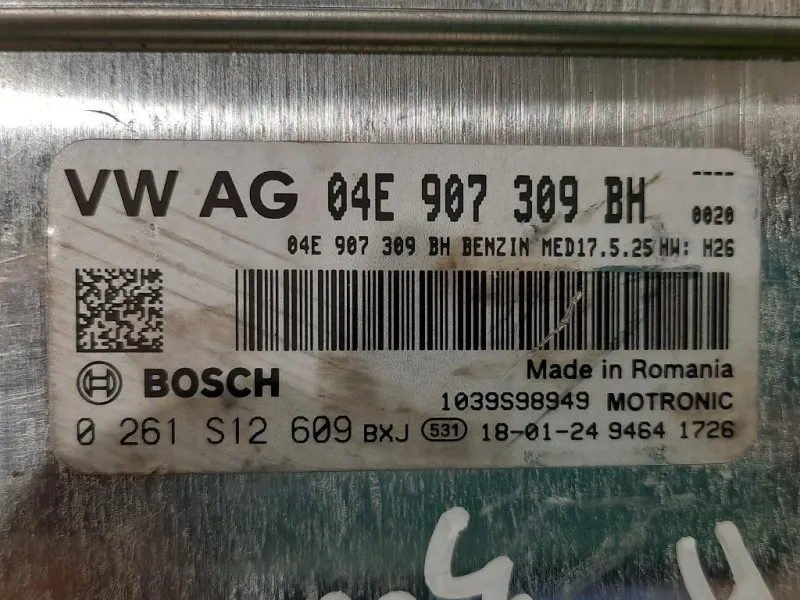 VW AG 04E 907 309 BH ----
0020
04E 907 309 BH BENZIN MED17.5.25 HW: H26
Made in Romania
BOSCH
1039S98949 MOTRONIC
0 261 S12 609 BXJ 531 18-01-24 9464 1726